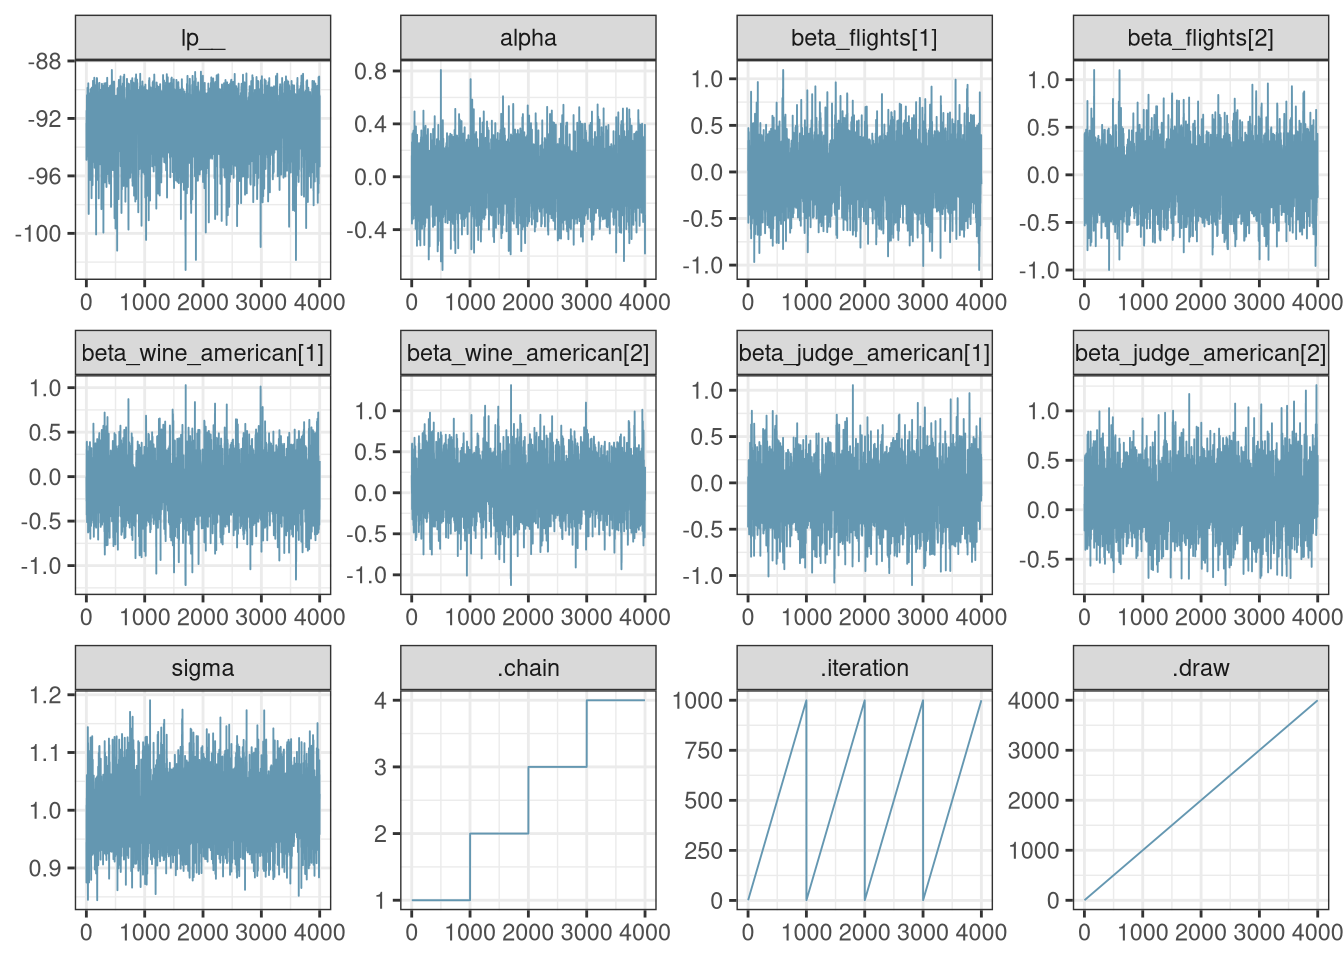 lp__
-88
-92
-96
-100
0 1000 2000 3000 4000
alpha
0.8
0.4
0.0
-0.4
0 1000 2000 3000 4000
beta_flights[1]
1.0
0.5
0.0
-0.5
-1.0
0 1000 2000 3000 4000
beta_flights[2]
1.0
0.5
0.0
-0.5
-1.0
0 1000 2000 3000 4000
beta_wine_american[1]
1.0
0.5
0.0
-0.5
-1.0
0 1000 2000 3000 4000
beta_wine_american[2]
1.0
0.5
0.0
-0.5
-1.0
0 1000 2000 3000 4000
beta_judge_american[1]
1.0
0.5
0.0
-0.5
-1.0
0 1000 2000 3000 4000
beta_judge_american[2]
1.0
0.5
0.0
-0.5
0 1000 2000 3000 4000
sigma
1.2
1.1
1.0
0.9
0 1000 2000 3000 4000
.chain
4
3
2
1
0 1000 2000 3000 4000
.iteration
1000
750
500
250
0
0 1000 2000 3000 4000
.draw
4000
3000
2000
1000
0
0 1000 2000 3000 4000